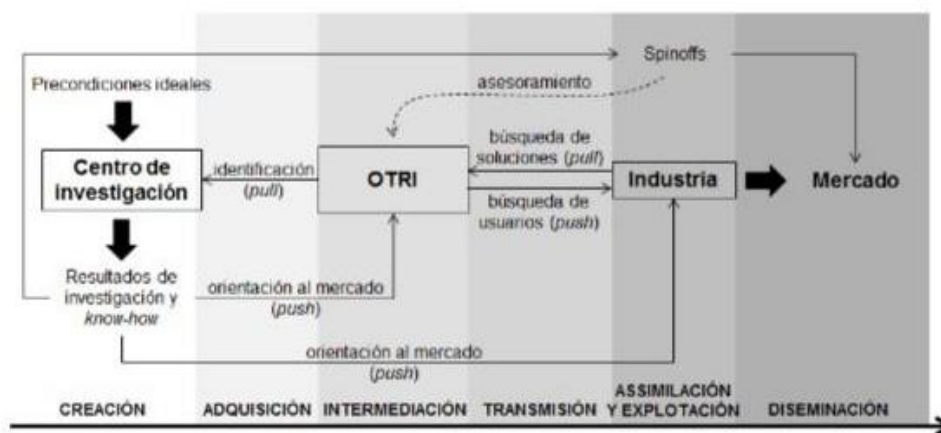 Spinoffs
Precondiciones ideales
asesoramiento
Centro de
investigación
identificación
(pull)
OTRI
búsqueda de
soluciones (pull)
búsqueda de
usuarios (push)
Industria
Mercado
Resultados de
investigación y
know-how
orientación al mercado
(push)
orientación al mercado
(push)
CREACIÓN
ADQUISICIÓN
INTERMEDIACIÓN
TRANSMISIÓN
ASSIMILACIÓN
Y EXPLOTACIÓN
DISEMINACIÓN